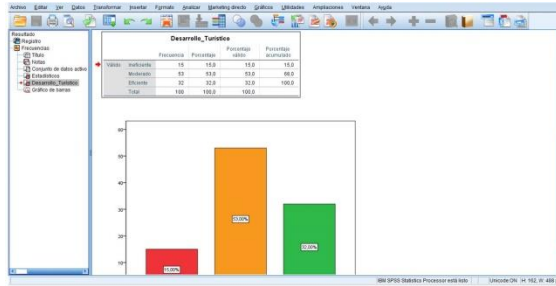 Archivo Editar Ver Datos Transformar Insertar Formato Analizar Marketing directo Gráficos Utilidades Ampliaciones Ventana Ayuda
Resultado
Registro
Frecuencias
Título
Notas
Conjunto de datos activo
Estadísticos
Desarrollo_Turistico
Gráfico de barras
Desarrollo_Turistico
Frecuencia Porcentaje Porcentaje válido Porcentaje acumulado
Válido Ineficiente 15 15,0 15,0 15,0
Moderado 53 53,0 53,0 68,0
Eficiente 32 32,0 32,0 100,0
Total 100 100,0 100,0
60
50
40
30
20
10
15,00%
53,00%
32,00%
IBM SPSS Statistics Processor está listo Unicode:ON H: 162, W: 488